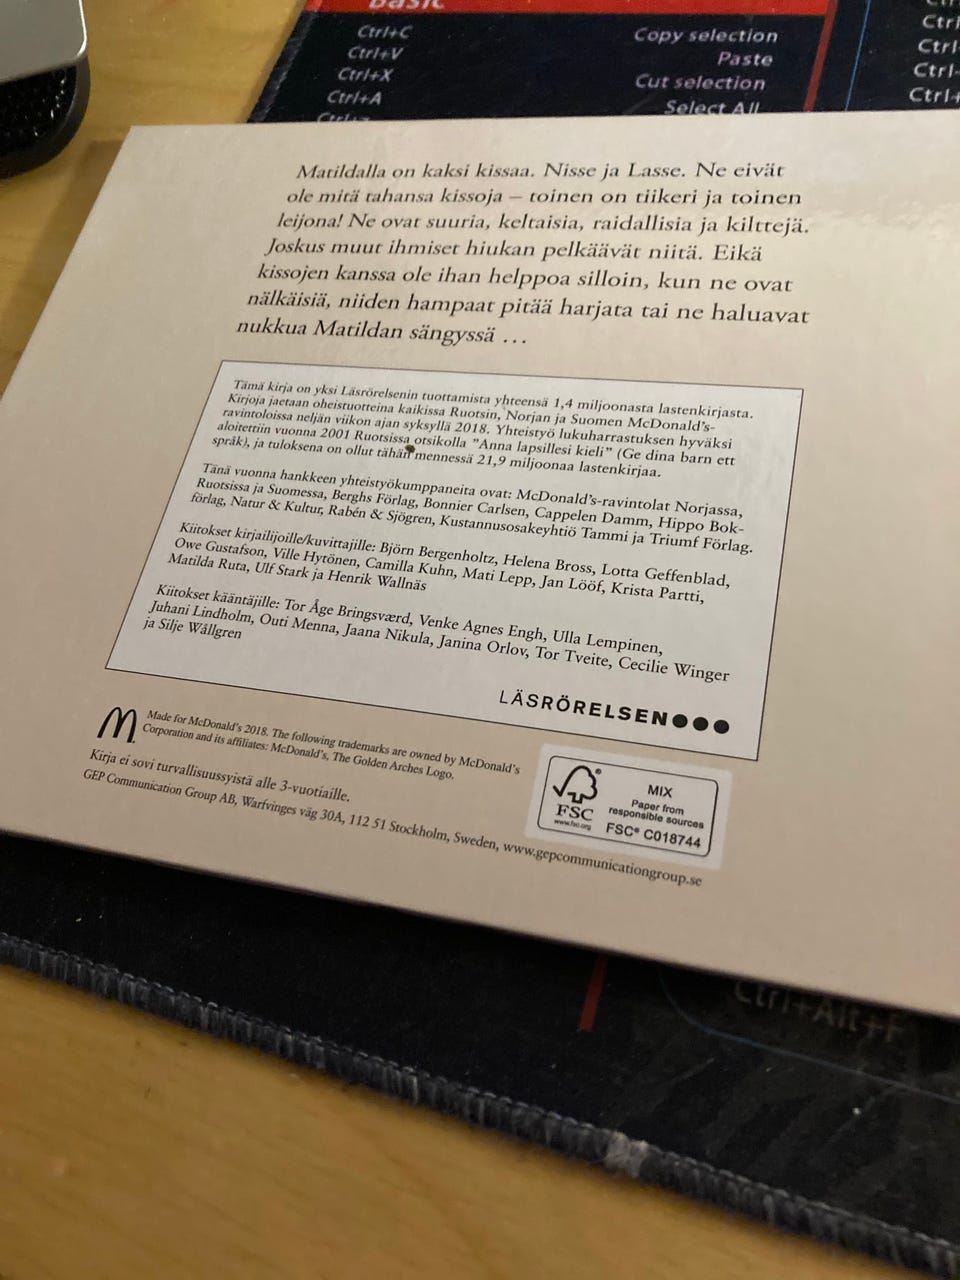 Basic
Ctrl+C Copy selection
Ctrl+V Paste
Ctrl+X Cut selection
Ctrl+A Select All
Ctrl
Ctrl+
Ctrl+
Ctrl+
Matildalla on kaksi kissaa. Nisse ja Lasse. Ne eivät
ole mitä tahansa kissoja – toinen on tiikeri ja toinen
leijona! Ne ovat suuria, keltaisia, raidallisia ja kilttejä.
Joskus muut ihmiset hiukan pelkäävät niitä. Eikä
kissojen kanssa ole ihan helppoa silloin, kun ne ovat
nälkäisiä, niiden hampaat pitää harjata tai ne haluavat
nukkua Matildan sängyssä ...
Tämä kirja on yksi Läsrörelsenin tuottamista yhteensä 1,4 miljoonasta lastenkirjasta.
Kirjoja jaetaan oheistuotteina kaikissa Ruotsin, Norjan ja Suomen McDonald's-
ravintoloissa neljän viikon ajan syksyllä 2018. Yhteistyö lukuharrastuksen hyväksi
aloitettiin vuonna 2001 Ruotsissa otsikolla ”Anna lapsillesi kieli” (Ge dina barn ett
språk), ja tuloksena on ollut tähän mennessä 21,9 miljoonaa lastenkirjaa.
Tänä vuonna hankkeen yhteistyökumppaneita ovat: McDonald's-ravintolat Norjassa,
Ruotsissa ja Suomessa, Berghs Förlag, Bonnier Carlsen, Cappelen Damm, Hippo Bok-
förlag, Natur & Kultur, Rabén & Sjögren, Kustannusosakeyhtiö Tammi ja Triumf Förlag.
Kiitokset kirjailijoille/kuvittajille: Björn Bergenholtz, Helena Bross, Lotta Geffenblad,
Owe Gustafson, Ville Hytönen, Camilla Kuhn, Mati Lepp, Jan Lööf, Krista Partti,
Matilda Ruta, Ulf Stark ja Henrik Wallnäs
Kiitokset kääntäjille: Tor Åge Bringsværd, Venke Agnes Engh, Ulla Lempinen,
Juhani Lindholm, Outi Menna, Jaana Nikula, Janina Orlov, Tor Tveite, Cecilie Winger
ja Silje Wållgren
LÄSRÖRELSEN●●●
Made for McDonald's 2018. The following trademarks are owned by McDonald's
Corporation and its affiliates: McDonald's, The Golden Arches Logo.
Kirja ei sovi turvallisuussyistä alle 3-vuotiaille.
GEP Communication Group AB, Warfvinges väg 30A, 112 51 Stockholm, Sweden, www.gepcommunicationgroup.se
FSC
www.fsc.org
MIX
Paper from
responsible sources
FSC® C018744
Ctrl+Alt+F